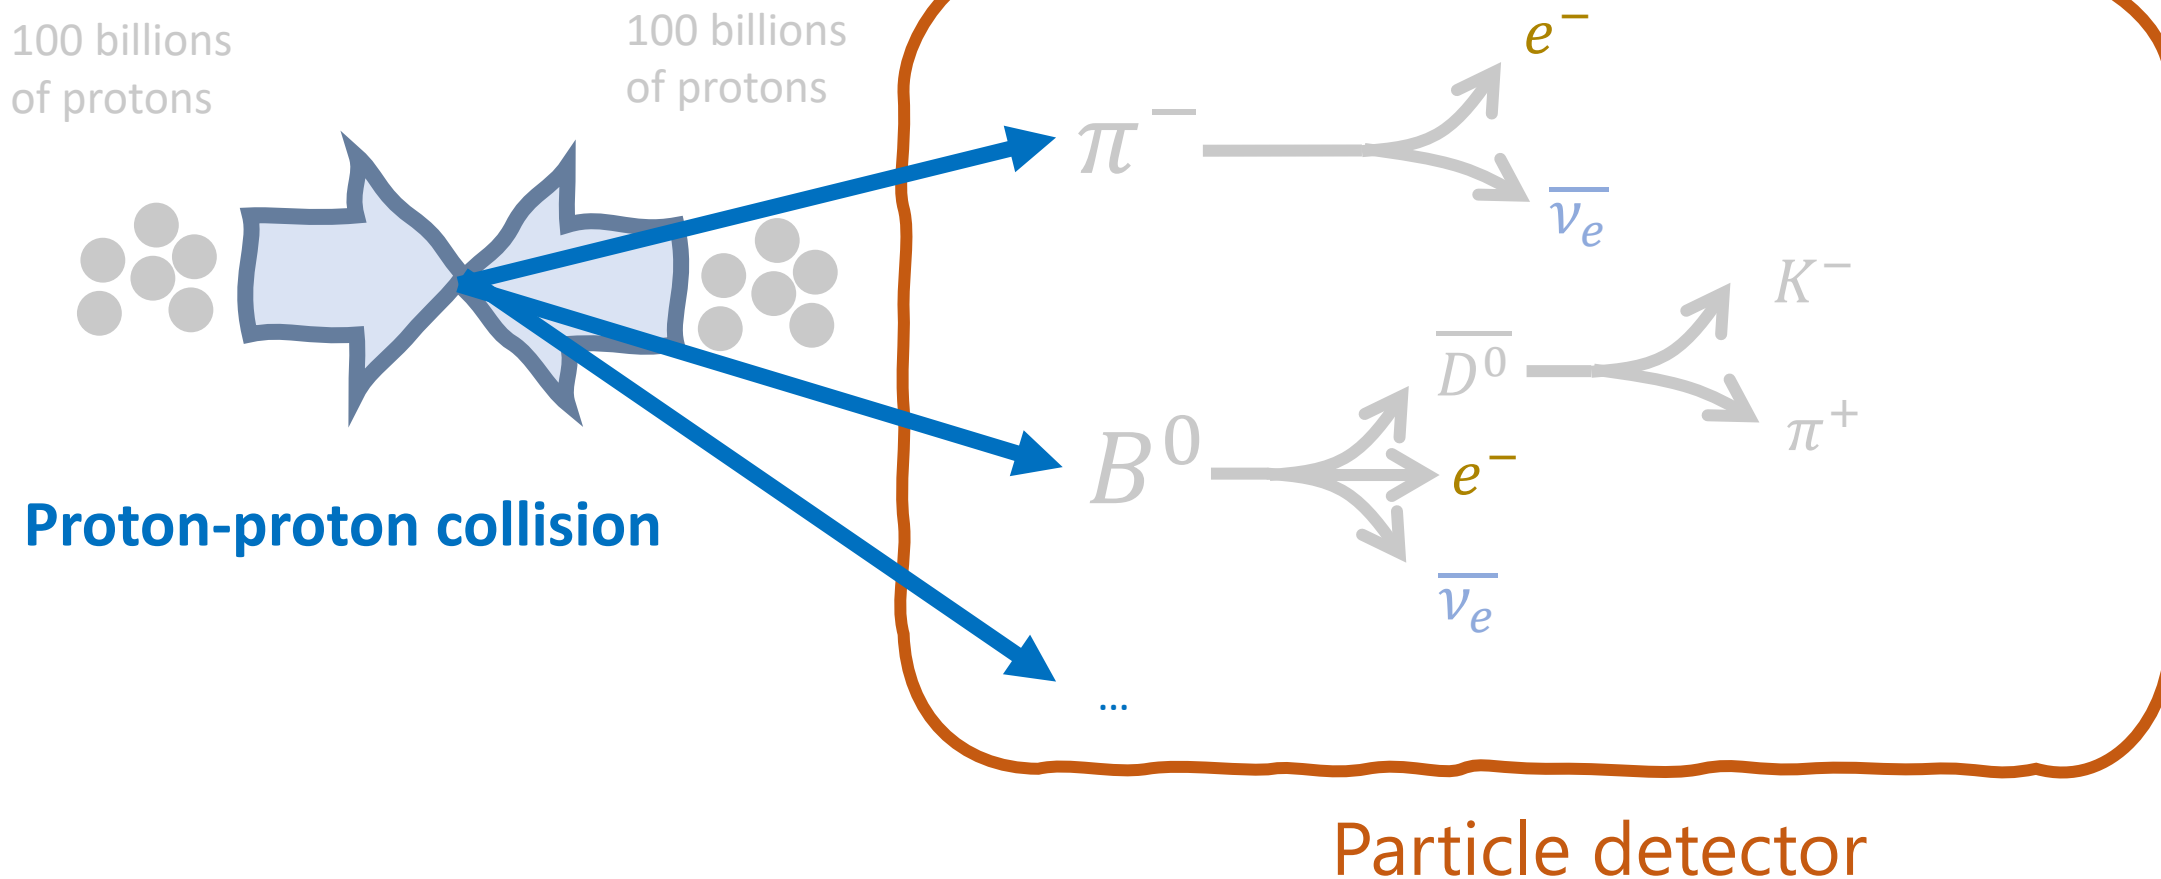 100 billions
of protons
100 billions
of protons
e⁻
π⁻
ν̅ₑ
K⁻
D̅⁰
π⁺
B⁰
e⁻
Proton-proton collision
ν̅ₑ
...
Particle detector